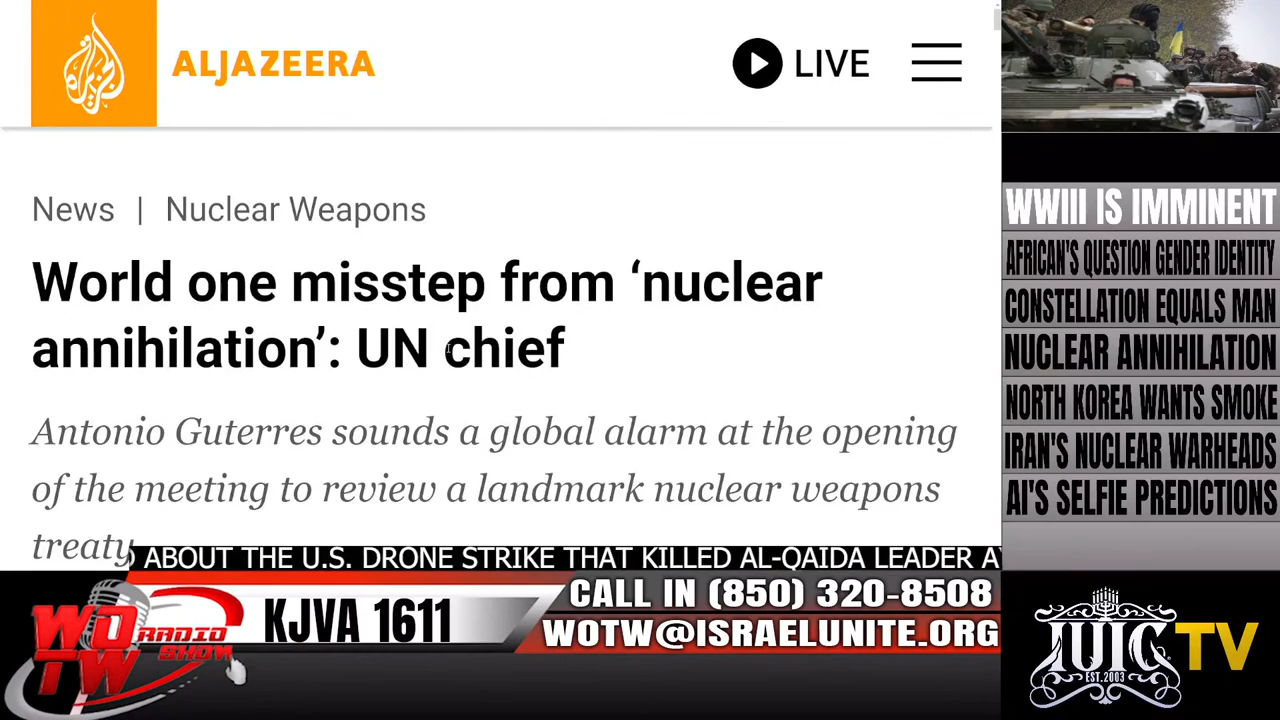 ALJAZEERA
LIVE
News | Nuclear Weapons
World one misstep from ‘nuclear
annihilation’: UN chief
Antonio Guterres sounds a global alarm at the opening
of the meeting to review a landmark nuclear weapons
treaty
ABOUT THE U.S. DRONE STRIKE THAT KILLED AL-QAIDA LEADER
WOTW
RADIO
SHOW
KJVA 1611
CALL IN (850) 320-8508
WOTW@ISRAELUNITE.ORG
WWIII IS IMMINENT
AFRICAN'S QUESTION GENDER IDENTITY
CONSTELLATION EQUALS MAN
NUCLEAR ANNIHILATION
NORTH KOREA WANTS SMOKE
IRAN'S NUCLEAR WARHEADS
AI'S SELFIE PREDICTIONS
IUIC TV
EST.2003